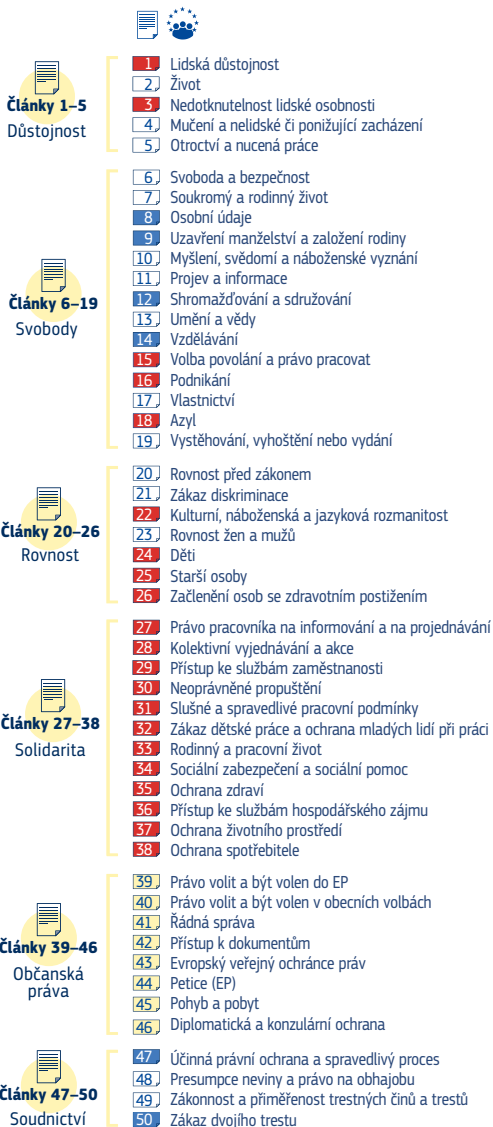 Články 1–5
Důstojnost
1 Lidská důstojnost
2 Život
3 Nedotknutelnost lidské osobnosti
4 Mučení a nelidské či ponižující zacházení
5 Otroctví a nucená práce
Články 6–19
Svobody
6 Svoboda a bezpečnost
7 Soukromý a rodinný život
8 Osobní údaje
9 Uzavření manželství a založení rodiny
10 Myšlení, svědomí a náboženské vyznání
11 Projev a informace
12 Shromažďování a sdružování
13 Umění a vědy
14 Vzdělávání
15 Volba povolání a právo pracovat
16 Podnikání
17 Vlastnictví
18 Azyl
19 Vystěhování, vyhoštění nebo vydání
Články 20–26
Rovnost
20 Rovnost před zákonem
21 Zákaz diskriminace
22 Kulturní, náboženská a jazyková rozmanitost
23 Rovnost žen a mužů
24 Děti
25 Starší osoby
26 Začlenění osob se zdravotním postižením
Články 27–38
Solidarita
27 Právo pracovníka na informování a na projednávání
28 Kolektivní vyjednávání a akce
29 Přístup ke službám zaměstnanosti
30 Neoprávněné propuštění
31 Slušné a spravedlivé pracovní podmínky
32 Zákaz dětské práce a ochrana mladých lidí při práci
33 Rodinný a pracovní život
34 Sociální zabezpečení a sociální pomoc
35 Ochrana zdraví
36 Přístup ke službám hospodářského zájmu
37 Ochrana životního prostředí
38 Ochrana spotřebitele
Články 39–46
Občanská
práva
39 Právo volit a být volen do EP
40 Právo volit a být volen v obecních volbách
41 Řádná správa
42 Přístup k dokumentům
43 Evropský veřejný ochránce práv
44 Petice (EP)
45 Pohyb a pobyt
46 Diplomatická a konzulární ochrana
Články 47–50
Soudnictví
47 Účinná právní ochrana a spravedlivý proces
48 Presumpce neviny a právo na obhajobu
49 Zákonnost a přiměřenost trestných činů a trestů
50 Zákaz dvojího trestu